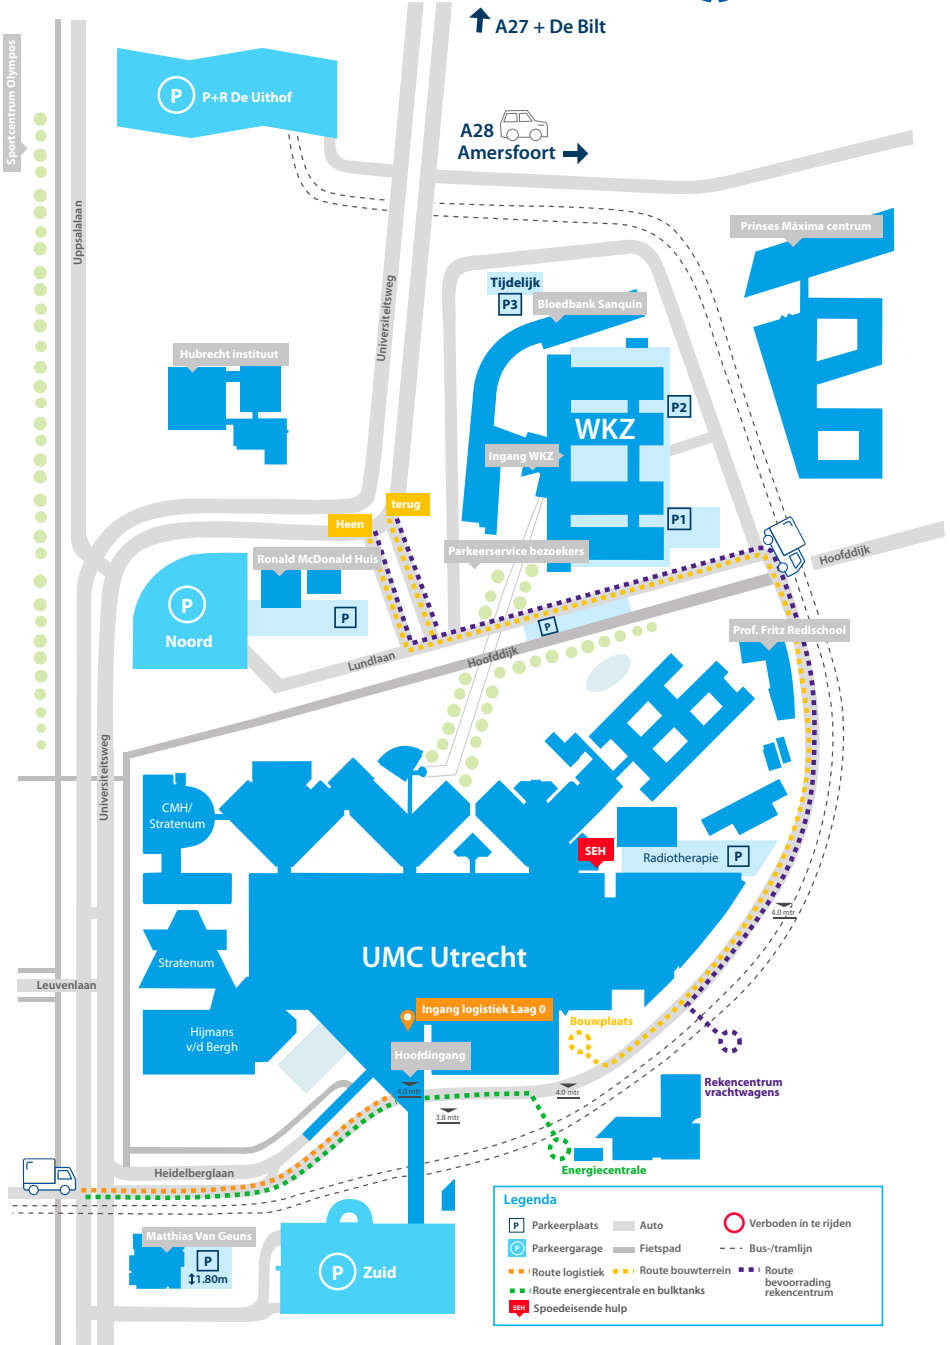 A27 + De Bilt
Sportcentrum Olympos
P
P+R De Uithof
A28
Amersfoort
Uppsalalaan
Prinses Máxima centrum
Universiteitsweg
Tijdelijk
P3
Bloedbank Sanquin
Hubrecht instituut
P2
WKZ
Ingang WKZ
terug
Heen
P1
Parkeerservice bezoekers
Hoofddijk
Ronald McDonald Huis
P
Noord
P
P
Prof. Fritz Redlschool
Lundlaan
Hoofddijk
Universiteitsweg
CMH/
Stratenum
SEH
Radiotherapie
P
4.0 mtr
Stratenum
UMC Utrecht
Leuvenlaan
Ingang logistiek Laag 0
Bouwplaats
Hijmans
v/d Bergh
Hoofdingang
4.0 mtr
4.0 mtr
3.8 mtr
Rekencentrum
vrachtwagens
Energiecentrale
Heidelberglaan
Matthias Van Geuns
P
1.80m
P
Zuid
Legenda
P
Parkeerplaats
Auto
Verboden in te rijden
P
Parkeergarage
Fietspad
Bus-/tramlijn
Route logistiek
Route bouwterrein
Route
bevoorrading
rekencentrum
Route energiecentrale en bulktanks
SEH
Spoedeisende hulp